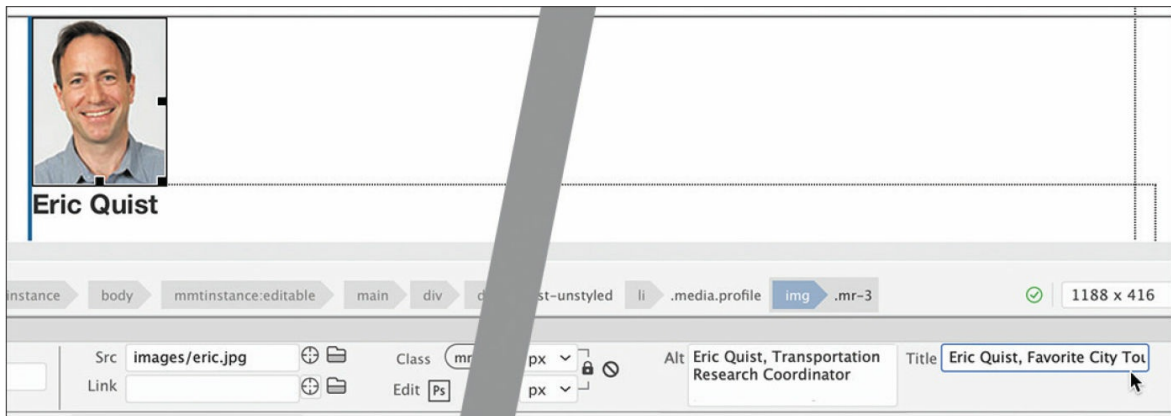 Eric Quist
instance body mmtinstance:editable main div st-unstyled li .media.profile img .mr-3 1188 x 416
Src images/eric.jpg Class px Alt Eric Quist, Transportation Title Eric Quist, Favorite City Tou
Research Coordinator
Link Edit Ps px